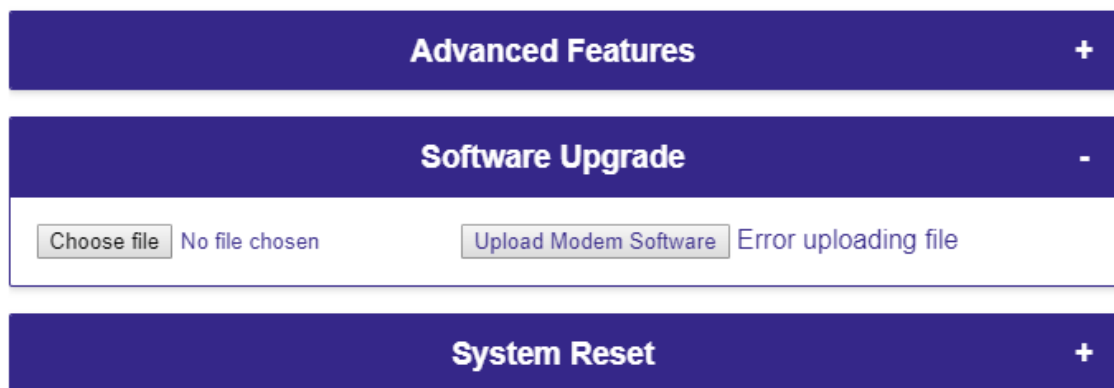 Advanced Features +
Software Upgrade -
Choose file No file chosen Upload Modem Software Error uploading file
System Reset +